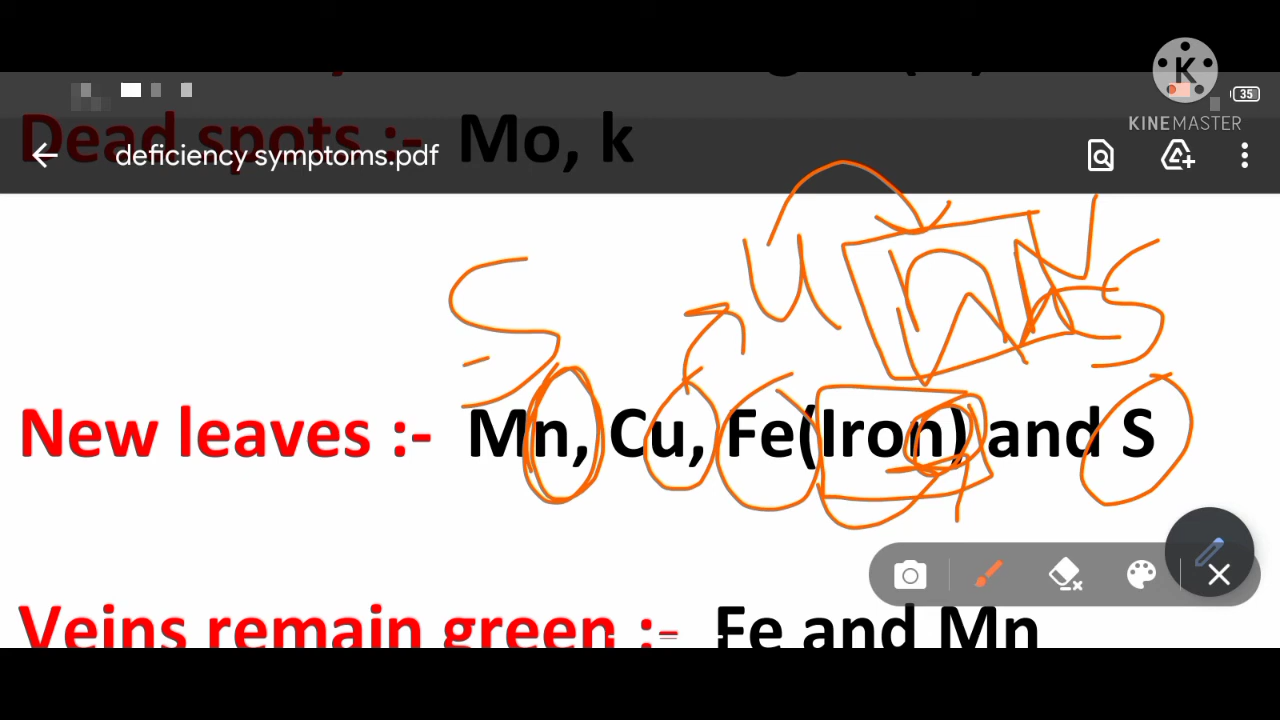 K
35
KINEMASTER
Dead spots :- Mo, k
deficiency symptoms.pdf
S
u
S
New leaves :- Mn, Cu, Fe(Iron) and S
Veins remain green :- Fe and Mn